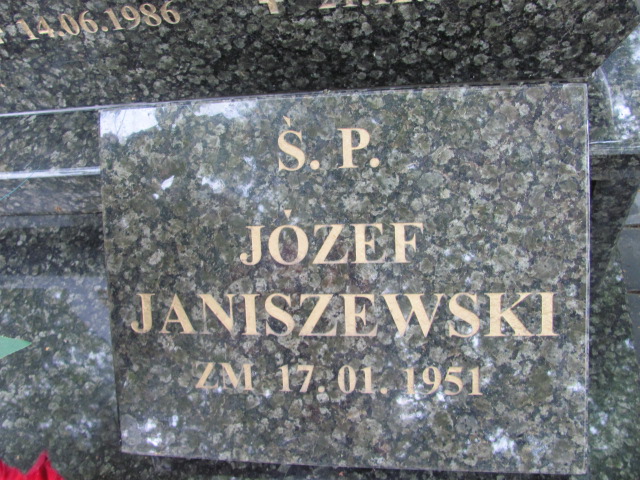 14.06.1986
Ś. P.
JÓZEF
JANISZEWSKI
ZM 17.01.1951